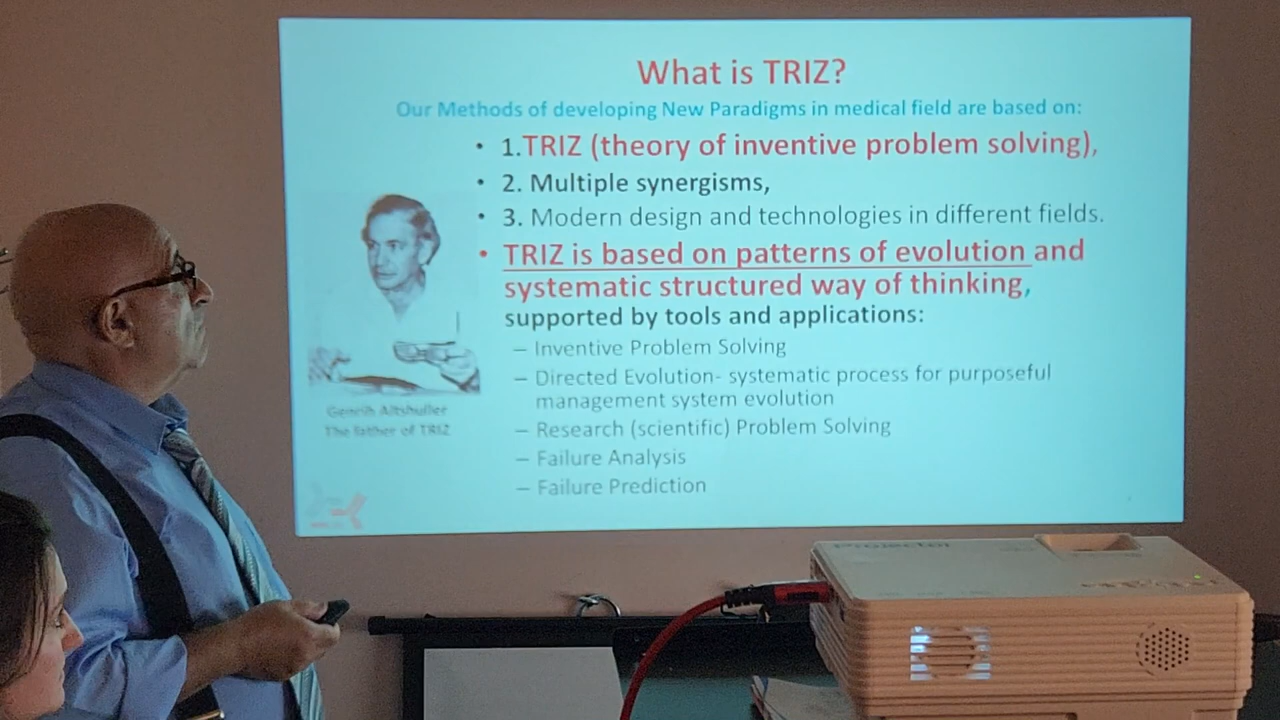 What is TRIZ?
Our Methods of developing New Paradigms in medical field are based on:
• 1.TRIZ (theory of inventive problem solving),
• 2. Multiple synergisms,
• 3. Modern design and technologies in different fields.
• TRIZ is based on patterns of evolution and
systematic structured way of thinking,
supported by tools and applications:
– Inventive Problem Solving
– Directed Evolution- systematic process for purposeful
management system evolution
– Research (scientific) Problem Solving
– Failure Analysis
– Failure Prediction
Genrih Altshuller
The father of TRIZ
Projector